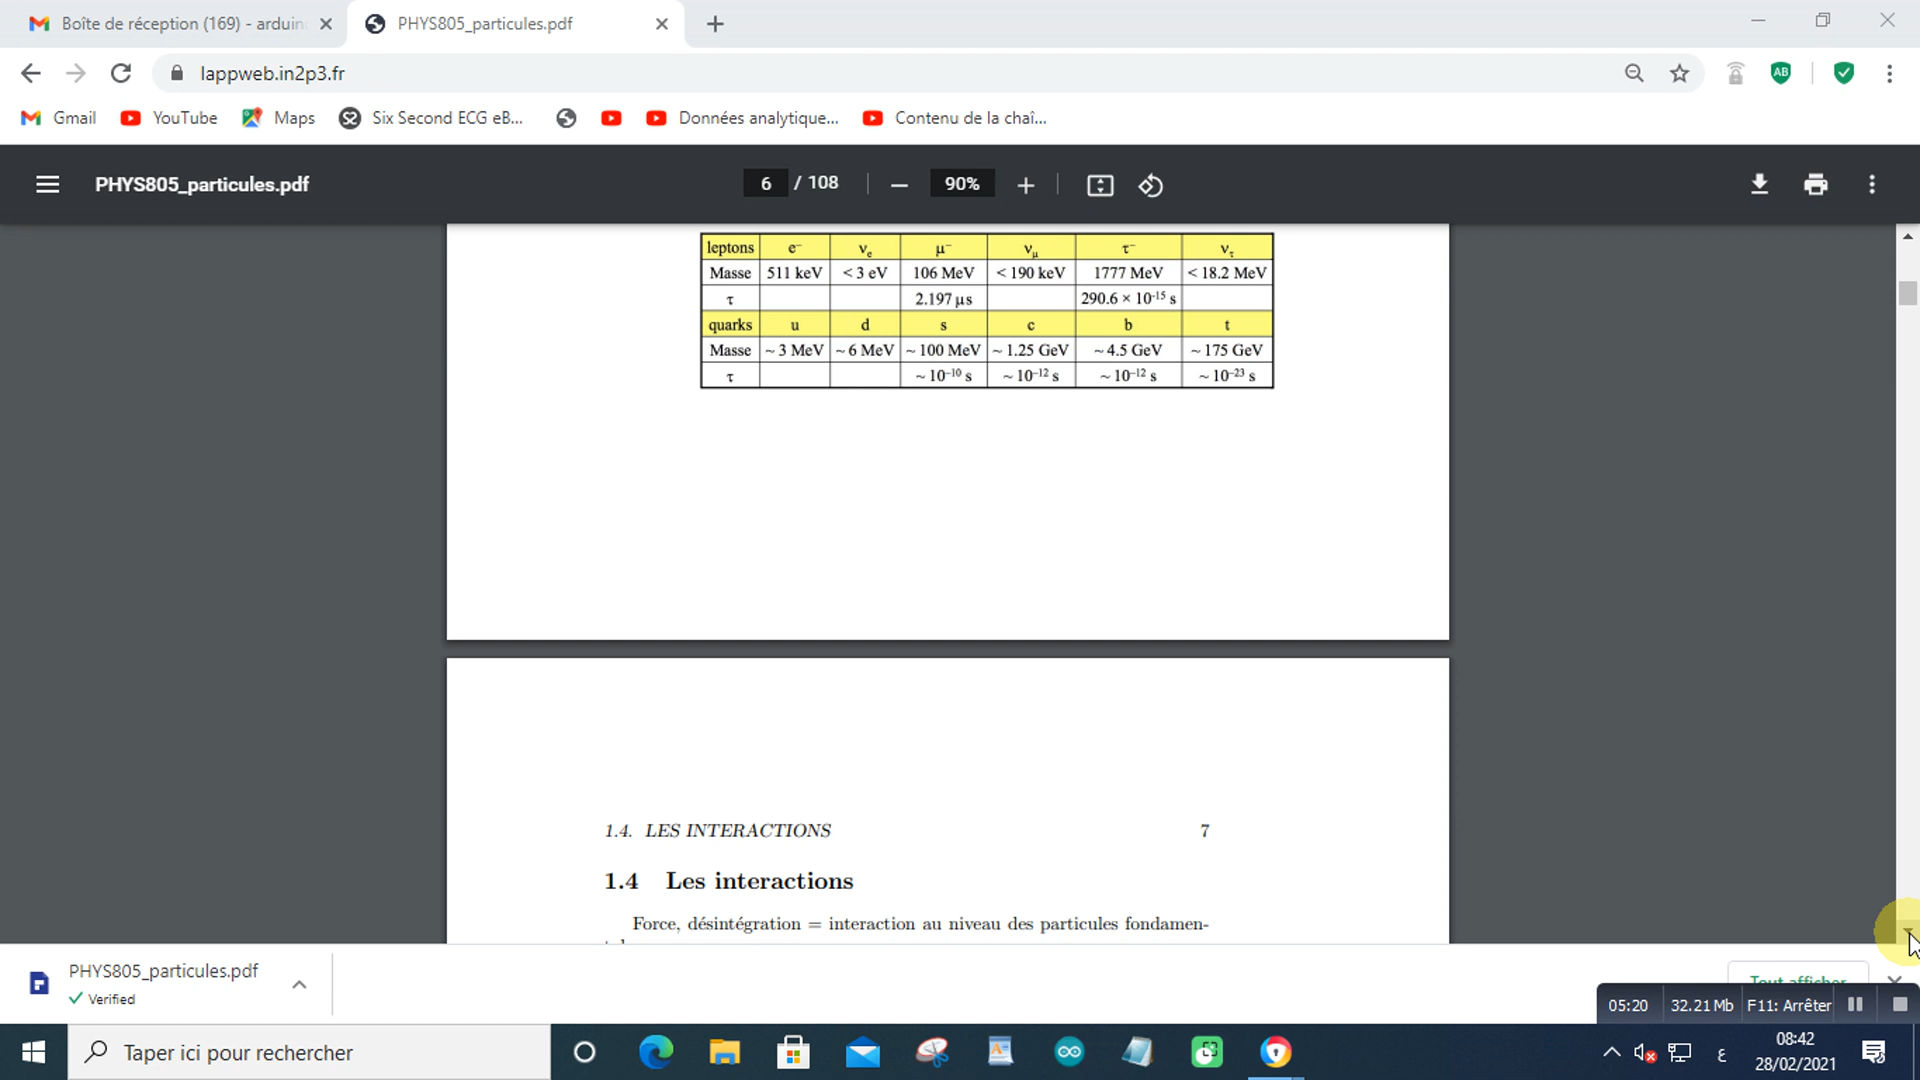 Boîte de réception (169) - arduin
PHYS805_particules.pdf
lappweb.in2p3.fr
AB
Gmail
YouTube
Maps
Six Second ECG eB...
Données analytique...
Contenu de la chaî...
PHYS805_particules.pdf
6 / 108
90%
leptons e⁻ νₑ μ⁻ ν_μ τ⁻ ν_τ
Masse 511 keV < 3 eV 106 MeV < 190 keV 1777 MeV < 18.2 MeV
τ 2.197 μs 290.6 × 10⁻¹⁵ s
quarks u d s c b t
Masse ~ 3 MeV ~ 6 MeV ~ 100 MeV ~ 1.25 GeV ~ 4.5 GeV ~ 175 GeV
τ ~ 10⁻¹⁰ s ~ 10⁻¹² s ~ 10⁻¹² s ~ 10⁻²³ s
1.4. LES INTERACTIONS 7
1.4 Les interactions
Force, désintégration = interaction au niveau des particules fondamen-
PHYS805_particules.pdf
Verified
Tout afficher
05:20 32.21 Mb F11: Arrêter
Taper ici pour rechercher
ع
08:42
28/02/2021